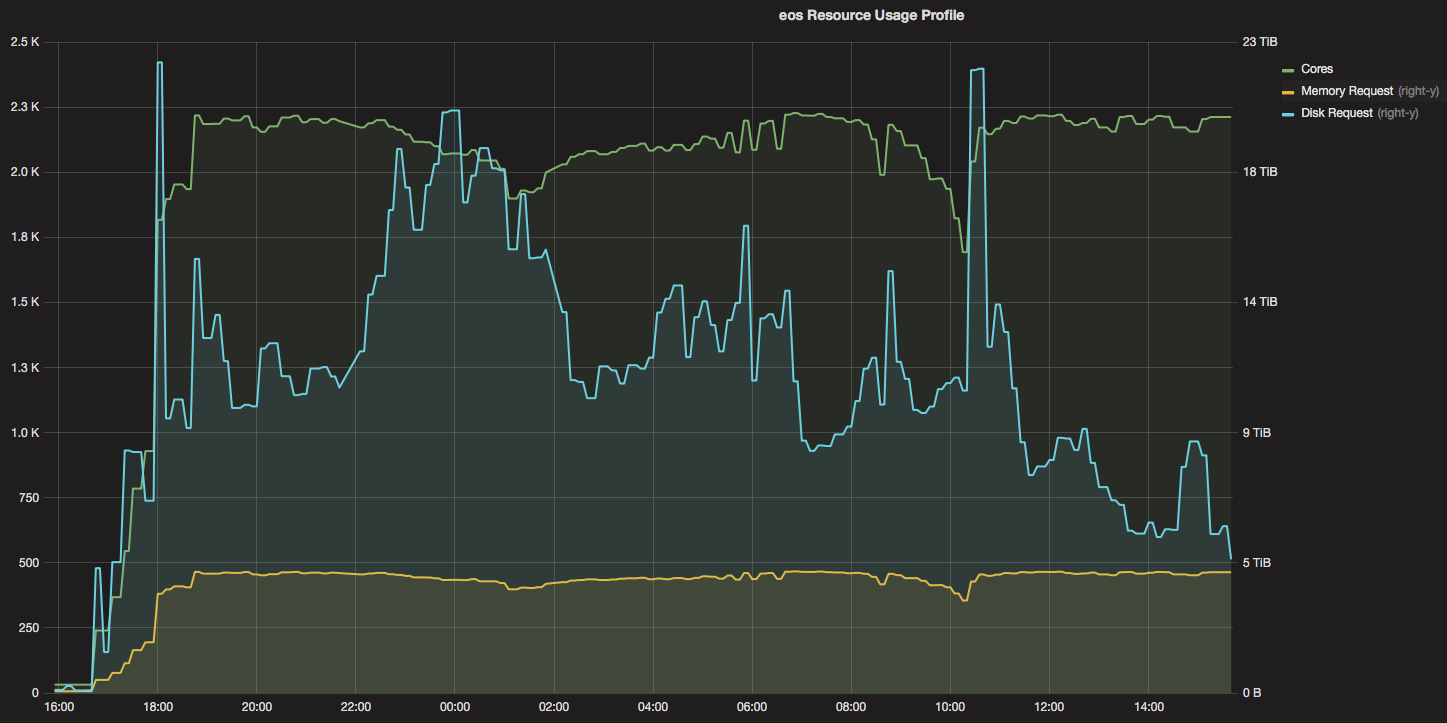 eos Resource Usage Profile
2.5 K
2.3 K
2.0 K
1.8 K
1.5 K
1.3 K
1.0 K
750
500
250
0
23 TiB
18 TiB
14 TiB
9 TiB
5 TiB
0 B
Cores
Memory Request (right-y)
Disk Request (right-y)
16:00 18:00 20:00 22:00 00:00 02:00 04:00 06:00 08:00 10:00 12:00 14:00